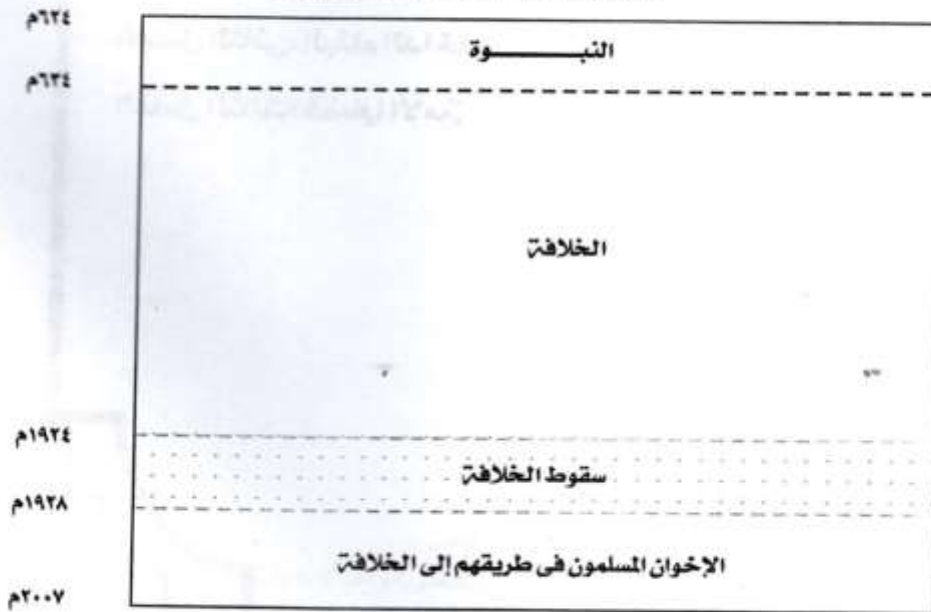 ٦٢٤م
النبـــــــوة
٦٣٤م
الخلافة
١٩٢٤م
سقوط الخلافة
١٩٢٨م
الإخوان المسلمون فى طريقهم إلى الخلافة
٢٠٠٧م